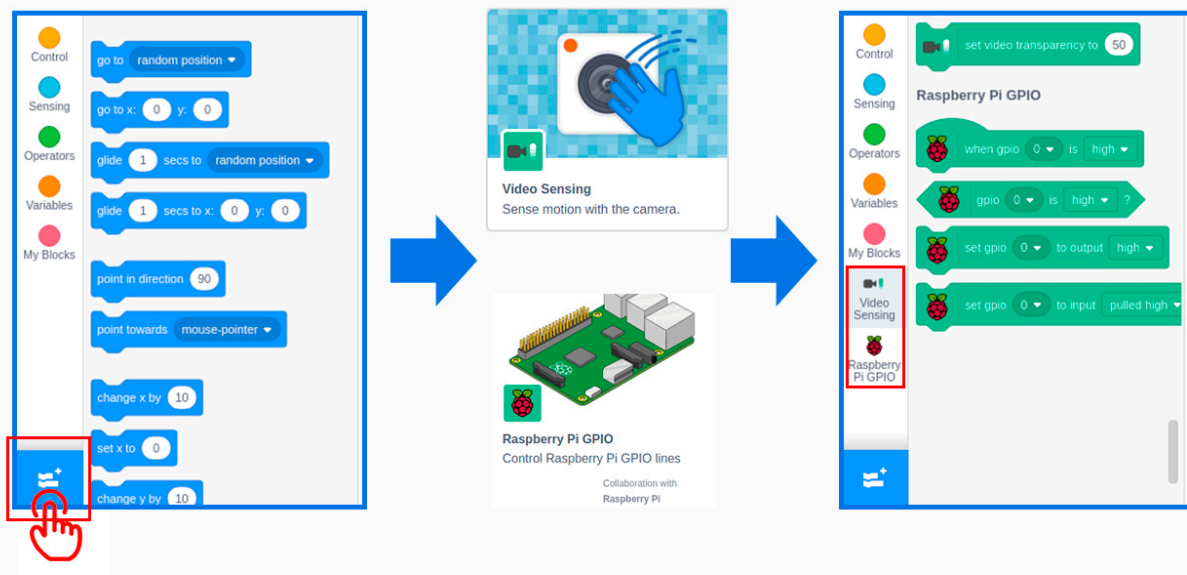 Control
Sensing
Operators
Variables
My Blocks
go to random position
go to x: 0 y: 0
glide 1 secs to random position
glide 1 secs to x: 0 y: 0
point in direction 90
point towards mouse-pointer
change x by 10
set x to 0
change y by 10
Video Sensing
Sense motion with the camera.
Raspberry Pi GPIO
Control Raspberry Pi GPIO lines
Collaboration with
Raspberry Pi
Control
Sensing
Operators
Variables
My Blocks
Video
Sensing
Raspberry
Pi GPIO
set video transparency to 50
Raspberry Pi GPIO
when gpio 0 is high
gpio 0 is high ?
set gpio 0 to output high
set gpio 0 to input pulled high